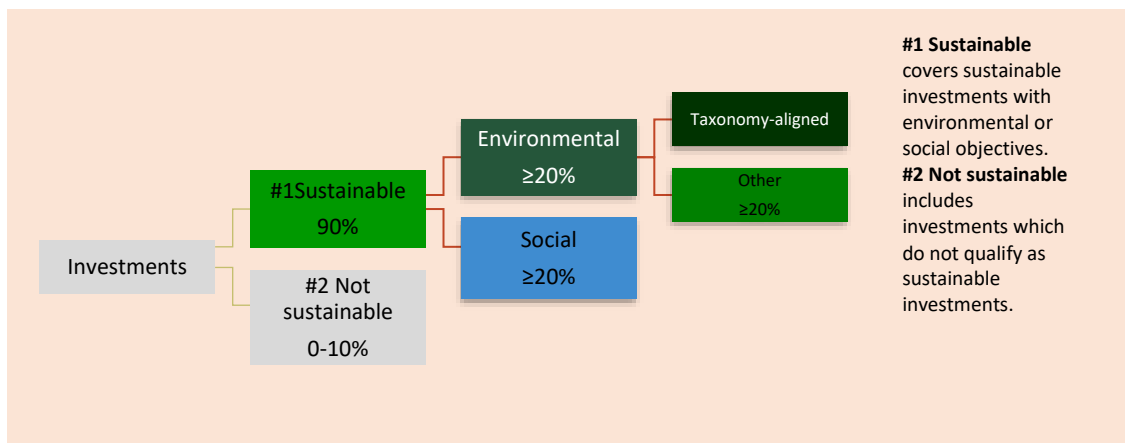 Investments
#1Sustainable
90%
#2 Not
sustainable
0-10%
Environmental
≥20%
Social
≥20%
Taxonomy-aligned
Other
≥20%
#1 Sustainable
covers sustainable
investments with
environmental or
social objectives.
#2 Not sustainable
includes
investments which
do not qualify as
sustainable
investments.